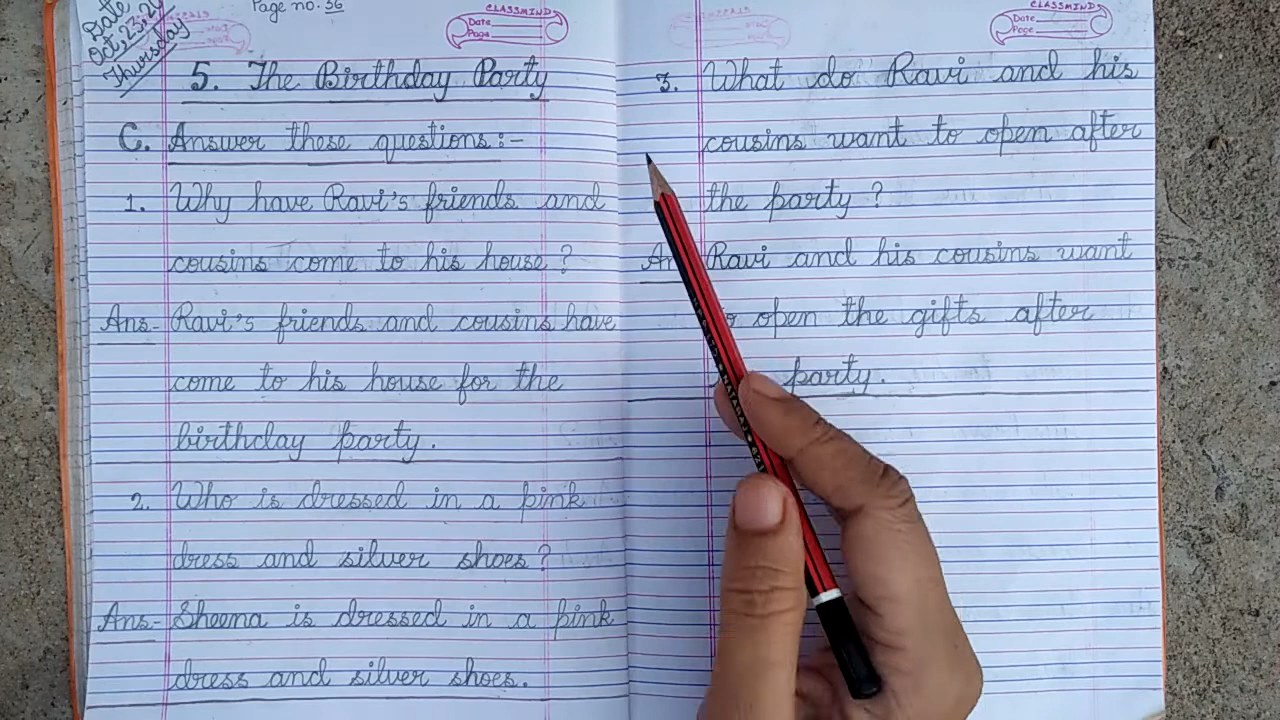 Date
Oct, 23, 2
Thursday
Page no. 36
CLASSMIND
Date
Page
5. The Birthday Party
C. Answer these questions:-
1. Why have Ravi's friends and
cousins come to his house?
Ans- Ravi's friends and cousins have
come to his house for the
birthday party.
2. Who is dressed in a pink
dress and silver shoes?
Ans- Sheena is dressed in a pink
dress and silver shoes.
CLASSMIND
Date
Page
3. What do Ravi and his
cousins want to open after
the party?
An Ravi and his cousins want
open the gifts after
party.
NATARAJ 621